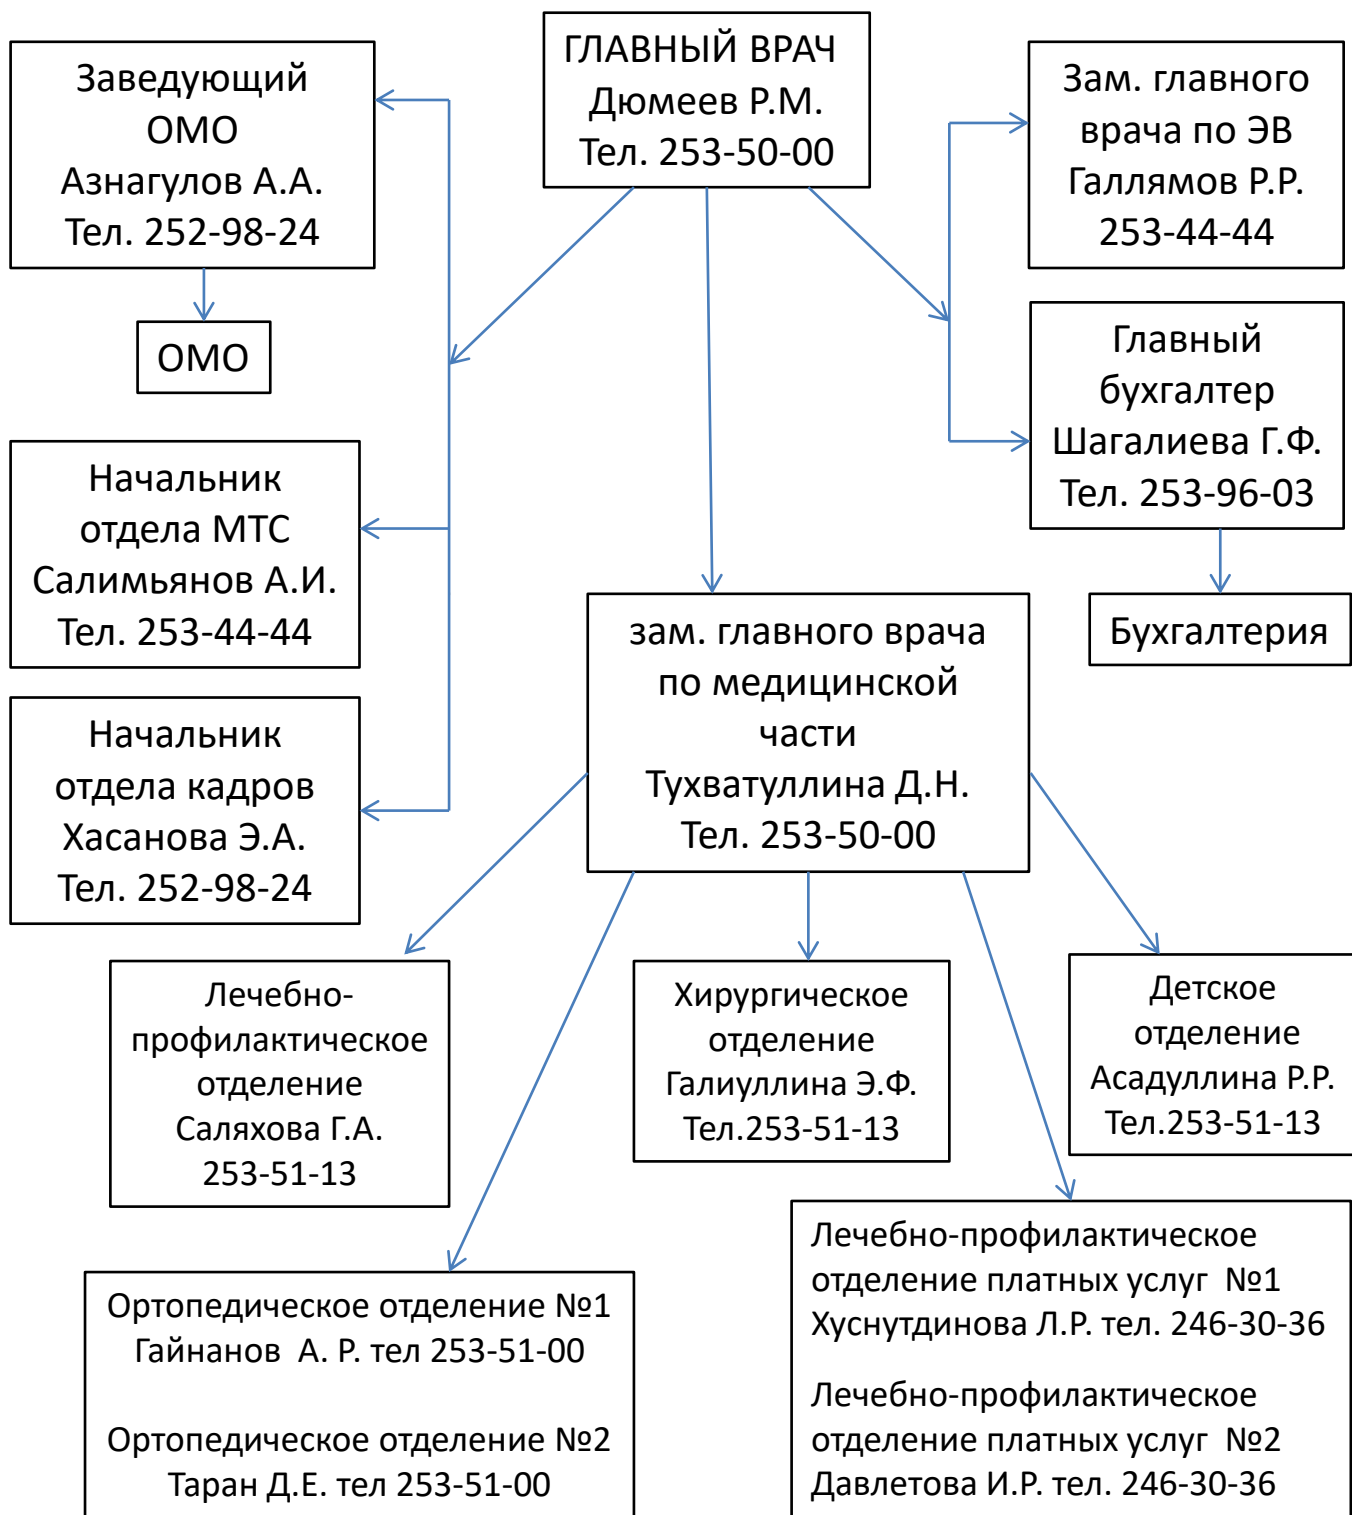 ГЛАВНЫЙ ВРАЧ
Дюмеев Р.М.
Тел. 253-50-00
Заведующий
ОМО
Азнагулов А.А.
Тел. 252-98-24
ОМО
Начальник
отдела МТС
Салимьянов А.И.
Тел. 253-44-44
Начальник
отдела кадров
Хасанова Э.А.
Тел. 252-98-24
Зам. главного
врача по ЭВ
Галлямов Р.Р.
253-44-44
Главный
бухгалтер
Шагалиева Г.Ф.
Тел. 253-96-03
Бухгалтерия
зам. главного врача
по медицинской
части
Тухватуллина Д.Н.
Тел. 253-50-00
Лечебно-
профилактическое
отделение
Саляхова Г.А.
253-51-13
Хирургическое
отделение
Галиуллина Э.Ф.
Тел.253-51-13
Детское
отделение
Асадуллина Р.Р.
Тел.253-51-13
Ортопедическое отделение №1
Гайнанов А. Р. тел 253-51-00
Ортопедическое отделение №2
Таран Д.Е. тел 253-51-00
Лечебно-профилактическое
отделение платных услуг №1
Хуснутдинова Л.Р. тел. 246-30-36
Лечебно-профилактическое
отделение платных услуг №2
Давлетова И.Р. тел. 246-30-36